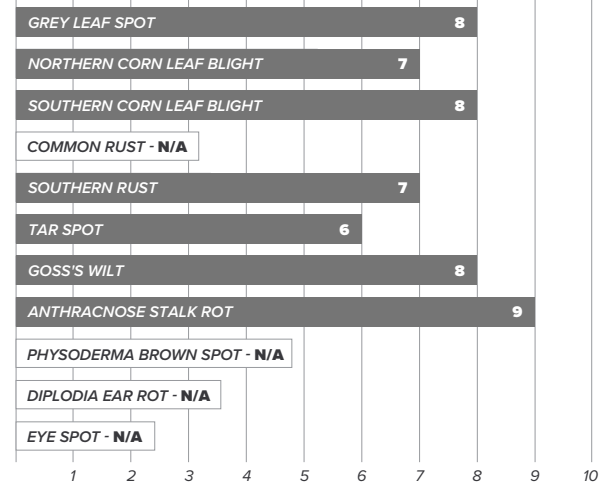 GREY LEAF SPOT 8
NORTHERN CORN LEAF BLIGHT 7
SOUTHERN CORN LEAF BLIGHT 8
COMMON RUST - N/A
SOUTHERN RUST 7
TAR SPOT 6
GOSS'S WILT 8
ANTHRACNOSE STALK ROT 9
PHYSODERMA BROWN SPOT - N/A
DIPLODIA EAR ROT - N/A
EYE SPOT - N/A
1 2 3 4 5 6 7 8 9 10